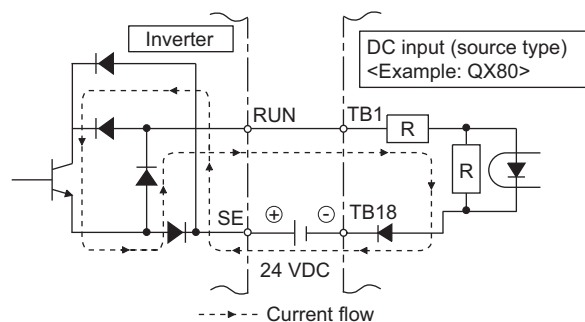 Inverter
DC input (source type)
<Example: QX80>
RUN
TB1
R
R
SE
⊕
⊖
TB18
24 VDC
Current flow